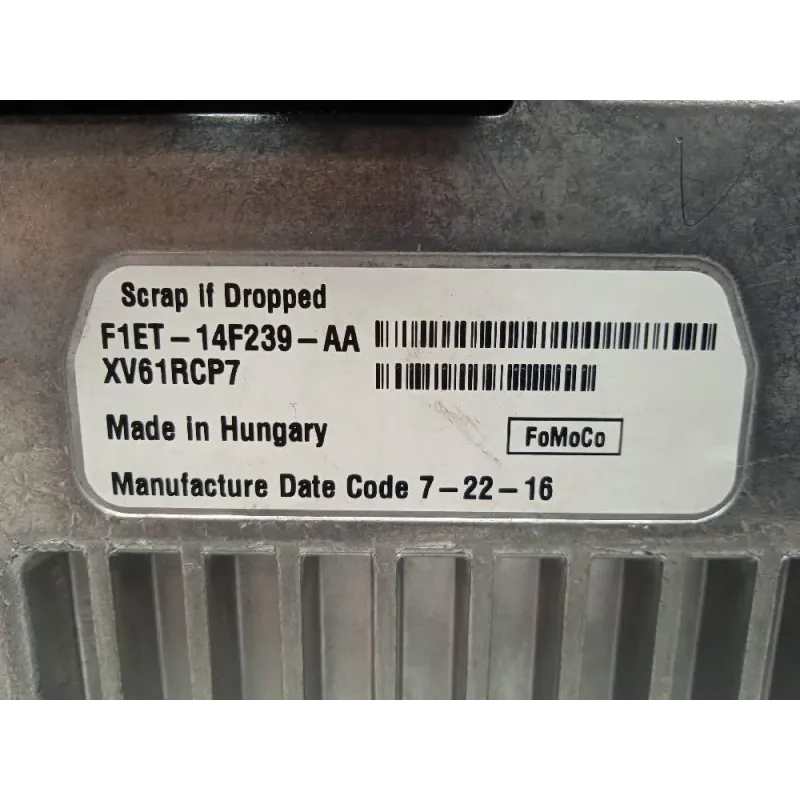 Scrap If Dropped
F1ET-14F239-AA
XV61RCP7
Made in Hungary
FoMoCo
Manufacture Date Code 7-22-16